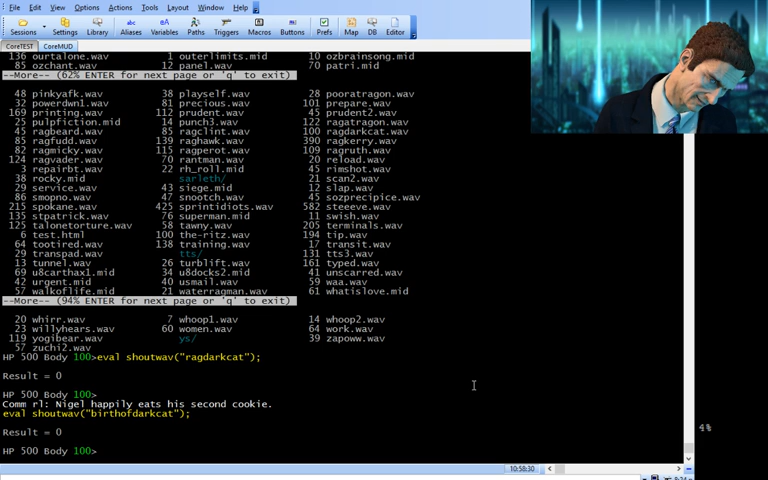 File Edit View Options Actions Tools Window Help
Sessions Settings Library Aliases Variables Paths Triggers Macros Buttons Prefs Map DB Editor
CoreTEST CoreMUD
136 ourtalone.wav 1 outerlimits.mid 10 ozbrainsong.mid
85 ozchant.wav 12 panel.wav 70 patri.mid
--More-- (62% ENTER for next page or 'q' to exit)
48 pinkyafk.wav 38 playself.wav 28 pooratragon.wav
32 powerdwn1.wav 81 precious.wav 101 prepare.wav
169 printing.wav 112 prudent.wav 45 prudent2.wav
25 pulpfiction.mid 14 punch3.wav 122 ragatragon.wav
45 ragbeard.wav 85 ragclint.wav 100 ragdarkcat.wav
85 ragfudd.wav 139 raghawk.wav 390 ragkerry.wav
82 ragmicky.wav 115 ragperot.wav 109 ragruth.wav
124 ragvader.wav 70 rantman.wav 20 reload.wav
3 repairbt.wav 22 rh_roll.mid 45 rimshot.wav
38 rocky.mid sarleth/ 21 scan2.wav
29 service.wav 43 siege.mid 12 slap.wav
86 smopno.wav 47 snootch.wav 45 sozprecipice.wav
215 spokane.wav 425 sprintidiots.wav 582 steeeve.wav
135 stpatrick.wav 76 superman.mid 11 swish.wav
125 talonetorture.wav 58 tawny.wav 205 terminals.wav
6 test.html 100 the-ritz.wav 194 tip.wav
64 tootired.wav 138 training.wav 17 transit.wav
29 transpad.wav tts/ 131 tts3.wav
13 tunnel.wav 26 turblift.wav 161 typed.wav
69 u8carthax1.mid 34 u8docks2.mid 41 unscarred.wav
42 urgent.mid 40 usmail.wav 59 waa.wav
57 walkoflife.mid 21 waterragman.wav 61 whatislove.mid
--More-- (94% ENTER for next page or 'q' to exit)
20 whirr.wav 7 whoop1.wav 14 whoop2.wav
23 willyhears.wav 60 women.wav 64 work.wav
119 yogibear.wav ys/ 39 zapoww.wav
57 zuchi2.wav
HP 500 Body 100>eval shoutwav("ragdarkcat");
Result = 0
HP 500 Body 100>
Comm rl: Nigel happily eats his second cookie.
eval shoutwav("birthofdarkcat");
Result = 0
HP 500 Body 100>
4%
10:58:30